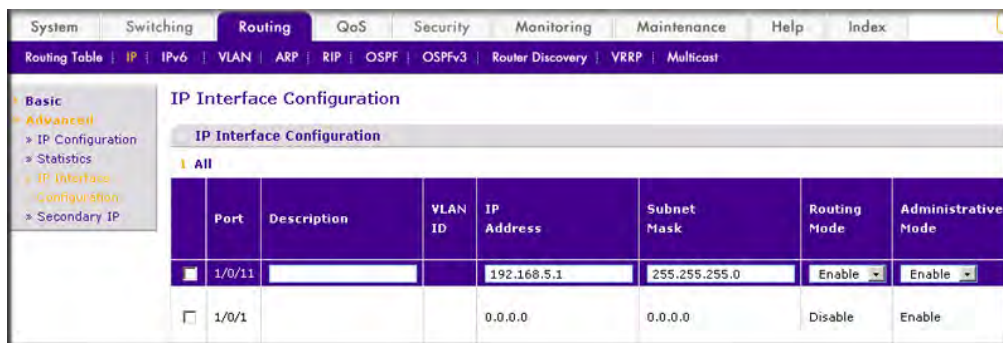 System Switching Routing QoS Security Monitoring Maintenance Help Index
Routing Table IP IPv6 VLAN ARP RIP OSPF OSPFv3 Router Discovery VRRP Multicast
Basic
Advanced
» IP Configuration
» Statistics
» IP Interface
Configuration
» Secondary IP
IP Interface Configuration
IP Interface Configuration
1 All
Port Description VLAN ID IP Address Subnet Mask Routing Mode Administrative Mode
1/0/11 192.168.5.1 255.255.255.0 Enable Enable
1/0/1 0.0.0.0 0.0.0.0 Disable Enable